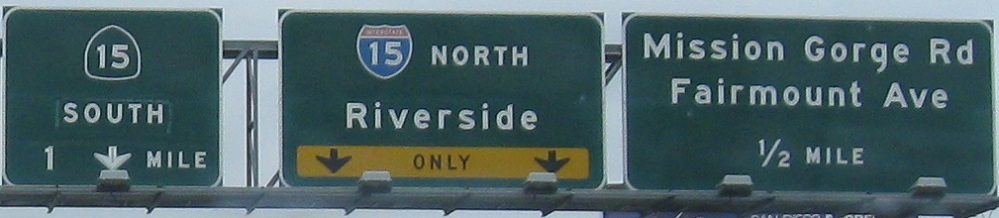 15
SOUTH
1 MILE
INTERSTATE
15 NORTH
Riverside
ONLY
Mission Gorge Rd
Fairmount Ave
1/2 MILE